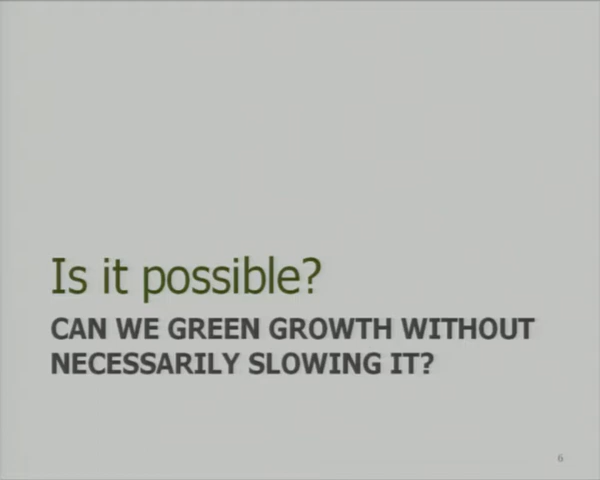 Is it possible?
CAN WE GREEN GROWTH WITHOUT
NECESSARILY SLOWING IT?
6